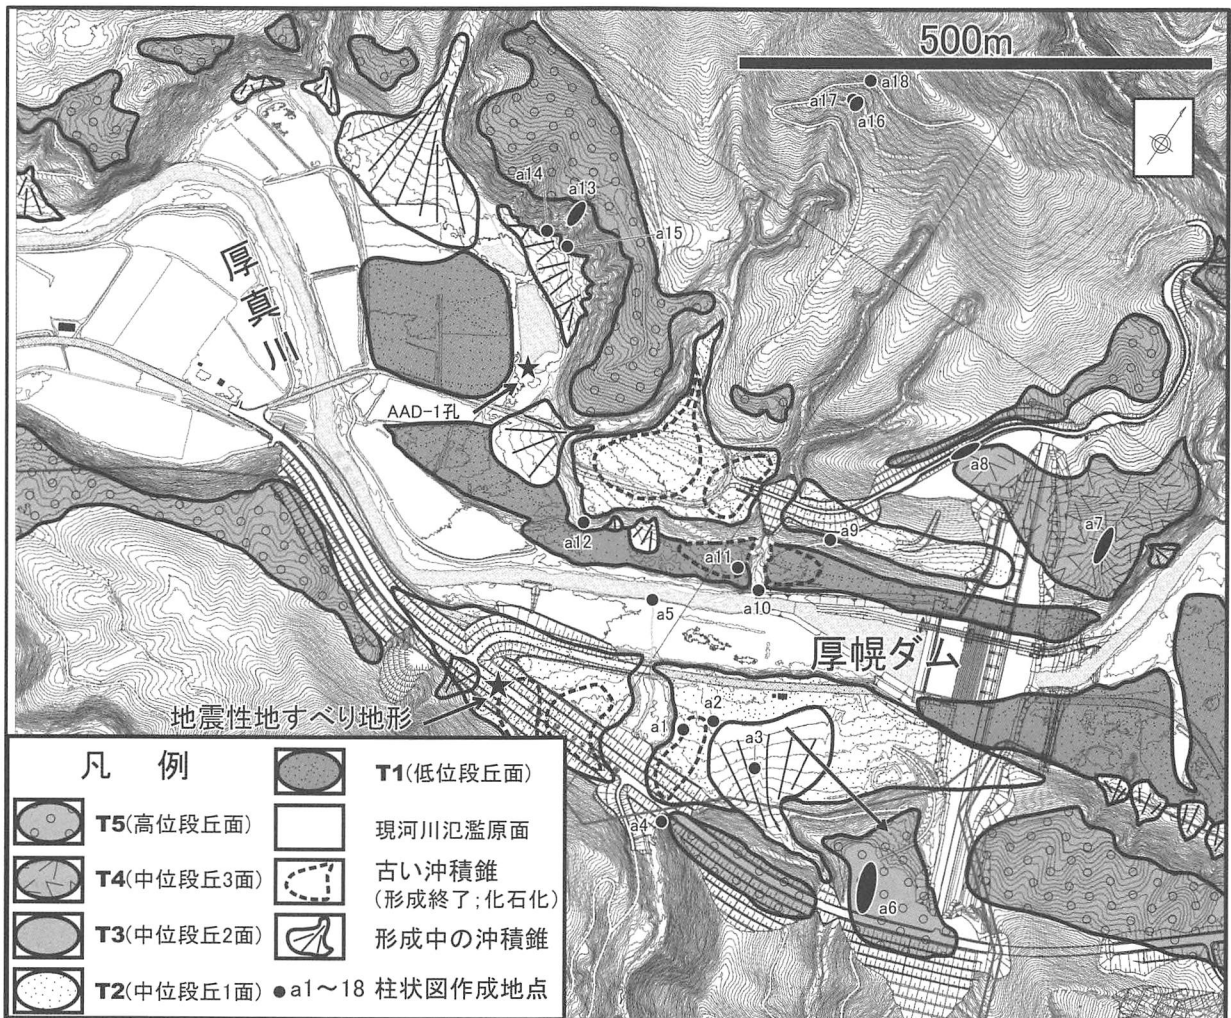 500m
a18
a17
a16
a14
a13
a15
厚真川
AAD-1孔
a8
a7
a9
a12
a11
a10
a5
厚幌ダム
地震性地すべり地形
a1
a2
a3
a4
a6
凡 例
T5(高位段丘面)
T4(中位段丘3面)
T3(中位段丘2面)
T2(中位段丘1面)
T1(低位段丘面)
現河川氾濫原面
古い沖積錐
(形成終了;化石化)
形成中の沖積錐
●a1～18 柱状図作成地点